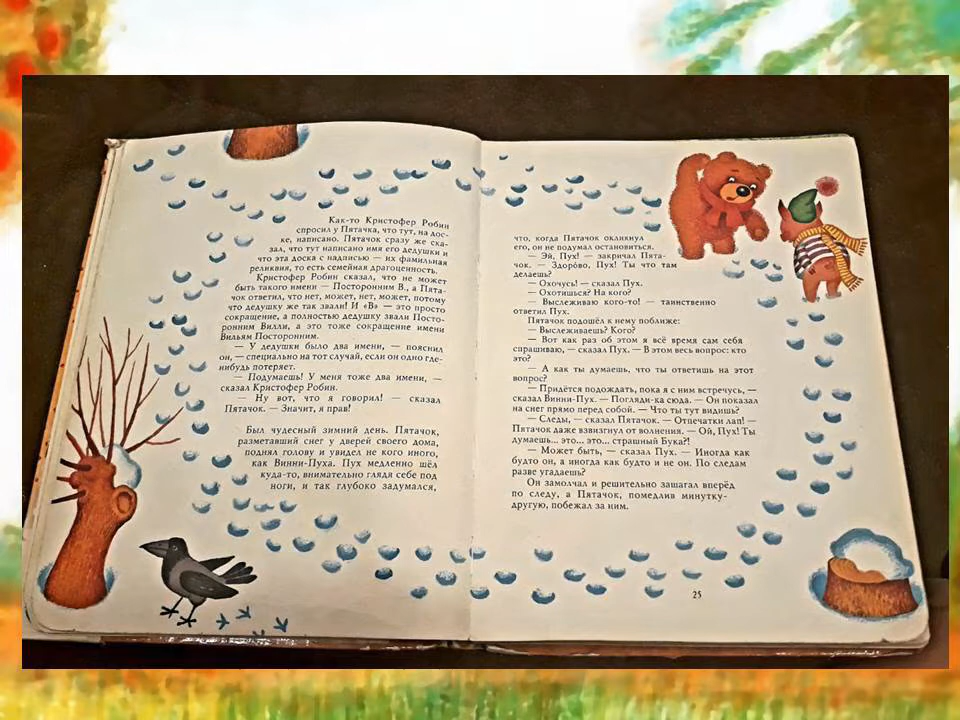 Как-то Кристофер Робин
спросил у Пятачка, что тут, на дос-
ке, написано. Пятачок сразу же ска-
зал, что тут написано имя его дедушки и
что эта доска с надписью — их фамильная
реликвия, то есть семейная драгоценность.
Кристофер Робин сказал, что не может
быть такого имени — Посторонним В., а Пята-
чок ответил, что нет, может, нет, может, потому
что дедушку же так звали! И «В» — это просто
сокращение, а полностью дедушку звали Посто-
ронним Вилли, а это тоже сокращение имени
Вильям Посторонним.
— У дедушки было два имени, — пояснил
он, — специально на тот случай, если он одно где-
нибудь потеряет.
— Подумаешь! У меня тоже два имени, —
сказал Кристофер Робин.
— Ну вот, что я говорил! — сказал
Пятачок. — Значит, я прав!
Был чудесный зимний день. Пятачок,
разметавший снег у дверей своего дома,
поднял голову и увидел не кого иного,
как Винни-Пуха. Пух медленно шёл
куда-то, внимательно глядя себе под
ноги, и так глубоко задумался,
что, когда Пятачок окликнул
его, он не подумал остановиться.
— Эй, Пух! — закричал Пята-
чок. — Здорово, Пух! Ты что там
делаешь?
— Охочусь! — сказал Пух.
— Охотишься? На кого?
— Выслеживаю кого-то! — таинственно
ответил Пух.
Пятачок подошёл к нему поближе:
— Выслеживаешь? Кого?
— Вот как раз об этом я всё время сам себя
спрашиваю, — сказал Пух. — В этом весь вопрос: кто
это?
— А как ты думаешь, что ты ответишь на этот
вопрос?
— Придётся подождать, пока я с ним встречусь, —
сказал Винни-Пух. — Погляди-ка сюда. — Он показал
на снег прямо перед собой. — Что ты тут видишь?
— Следы, — сказал Пятачок. — Отпечатки лап! —
Пятачок даже взвизгнул от волнения. — Ой, Пух! Ты
думаешь... это... это... страшный Бука?!
— Может быть, — сказал Пух. — Иногда как
будто он, а иногда как будто и не он. По следам
разве угадаешь?
Он замолчал и решительно зашагал вперёд
по следу, а Пятачок, помедлив минутку-
другую, побежал за ним.
25